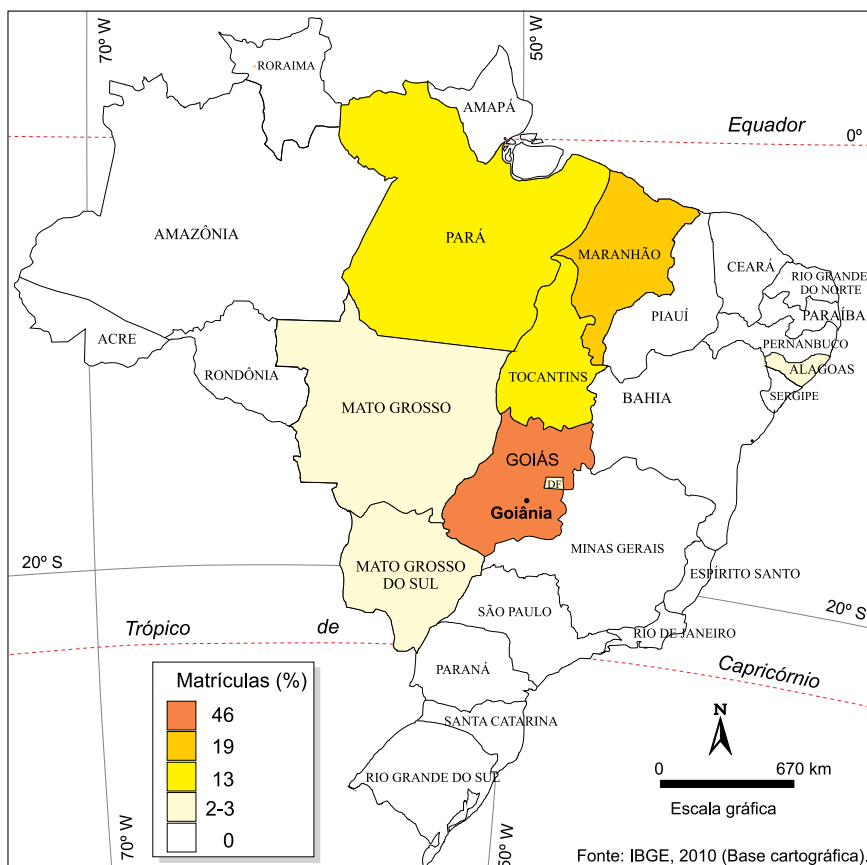 70º W
50º W
RORAIMA
AMAPÁ
Equador
0º
AMAZÔNIA
PARÁ
MARANHÃO
CEARÁ
RIO GRANDE
DO NORTE
PARAÍBA
PIAUÍ
PERNANBUCO
ACRE
ALAGOAS
RONDÔNIA
TOCANTINS
SERGIPE
MATO GROSSO
BAHIA
GOIÁS
DF
Goiânia
MINAS GERAIS
20º S
MATO GROSSO
DO SUL
ESPÍRITO SANTO
20º S
SÃO PAULO
Trópico de
RIO DE JANEIRO
Capricórnio
PARANÁ
Matrículas (%)
46
19
13
2-3
0
SANTA CATARINA
RIO GRANDE DO SUL
N
0 670 km
Escala gráfica
70º W
50º W
Fonte: IBGE, 2010 (Base cartográfica).